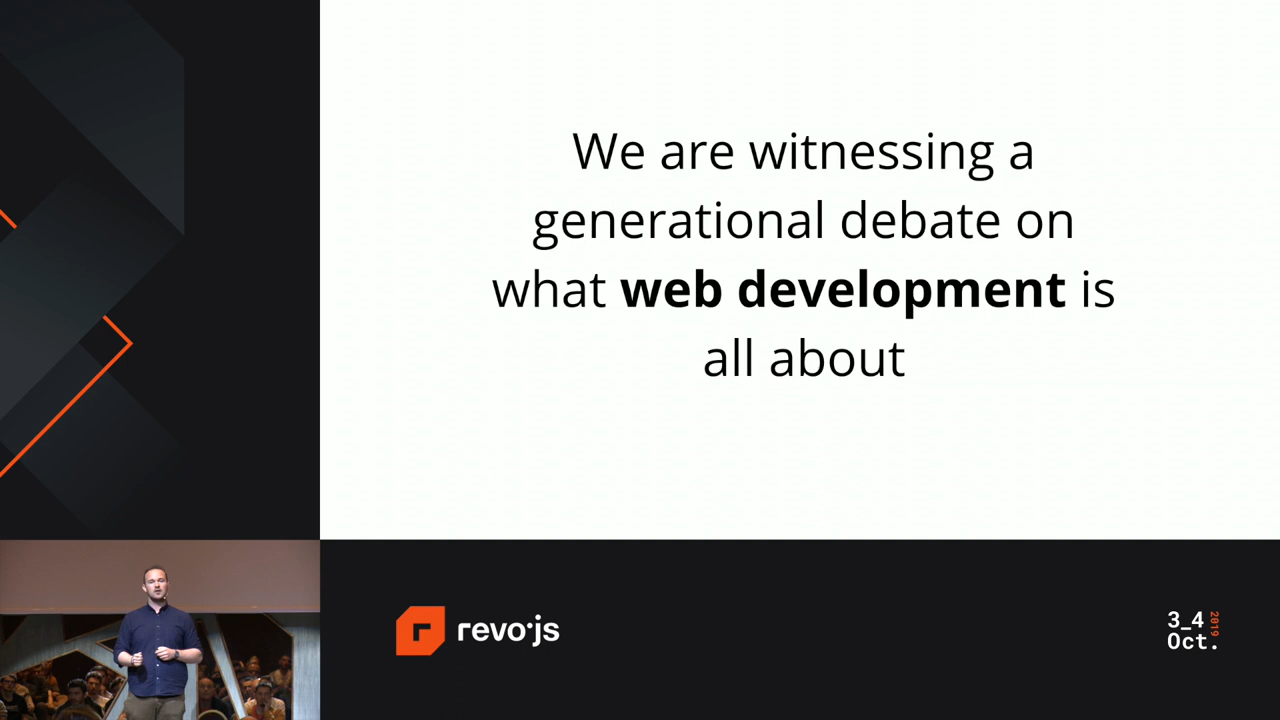 We are witnessing a
generational debate on
what web development is
all about
revo·js
3_4
Oct.
2019